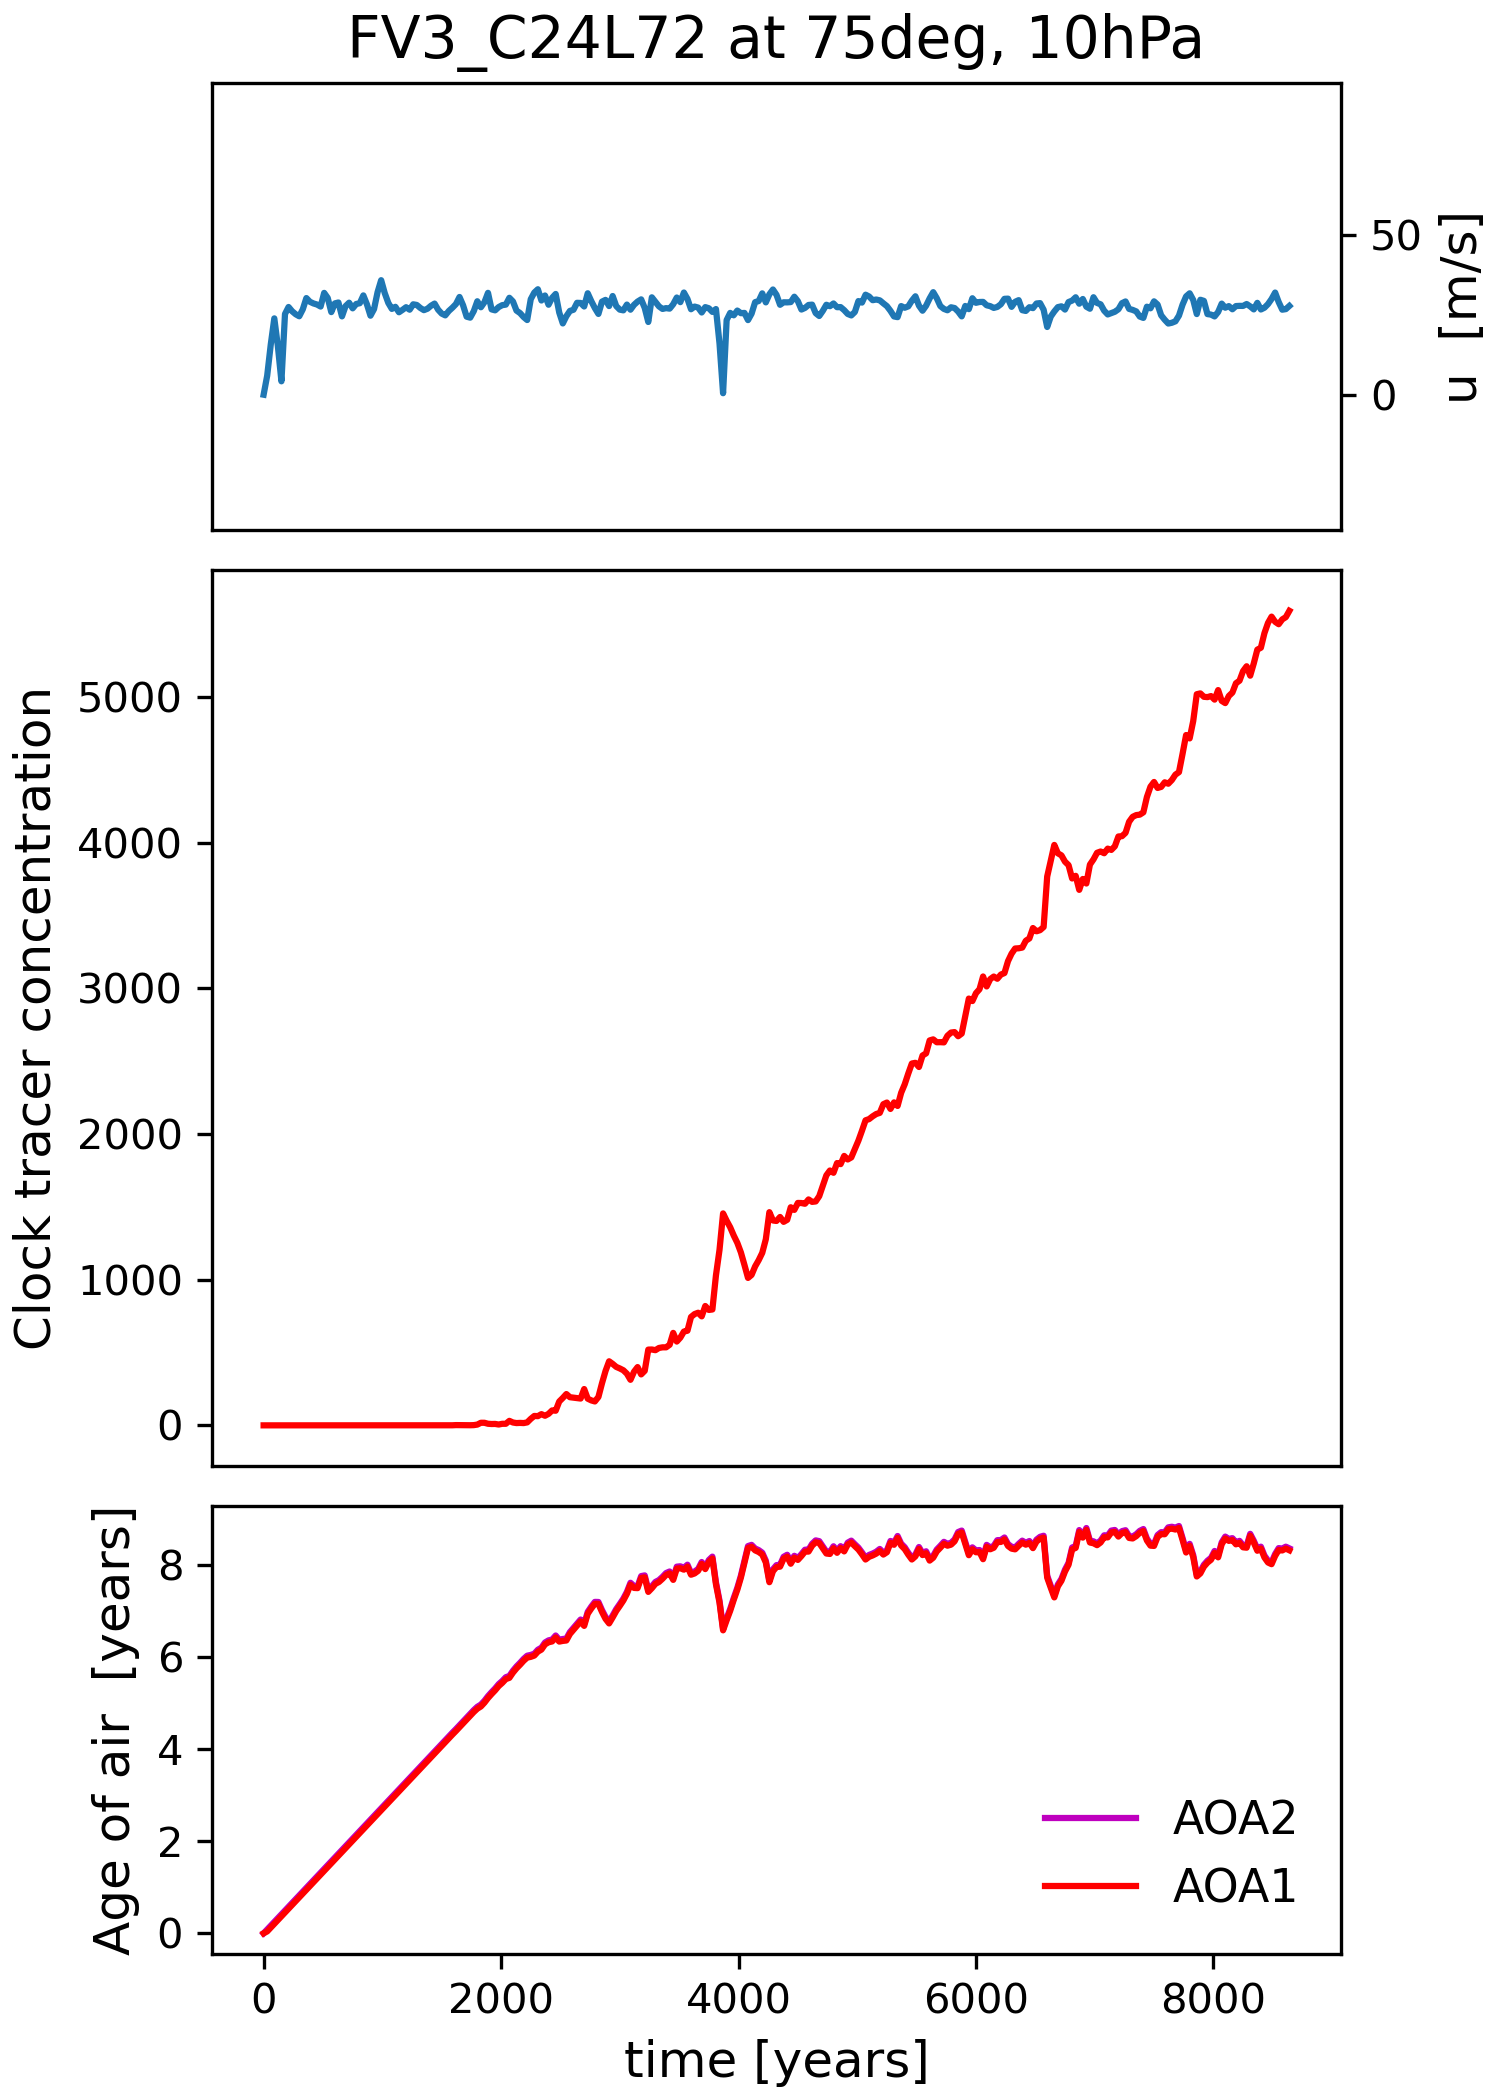 FV3_C24L72 at 75deg, 10hPa
50
0
u [m/s]
Clock tracer concentration
5000
4000
3000
2000
1000
0
Age of air [years]
8
6
4
2
0
AOA2
AOA1
0 2000 4000 6000 8000
time [years]